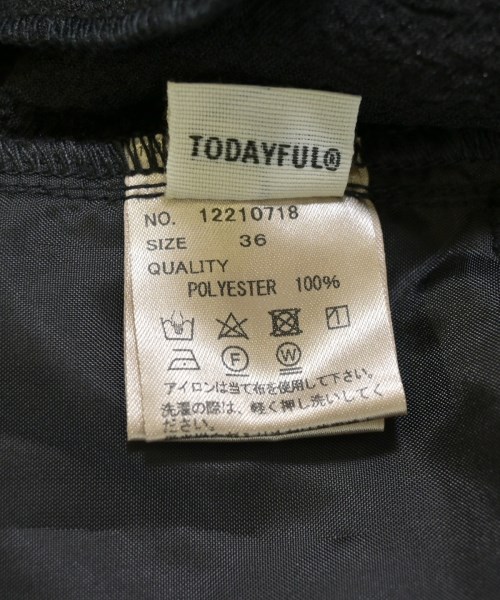 TODAYFUL®
NO. 12210718
SIZE 36
QUALITY
POLYESTER 100%
F W
アイロンは当て布を使用して下さい。
洗濯の際は、軽く押し洗いしてく
ださい。